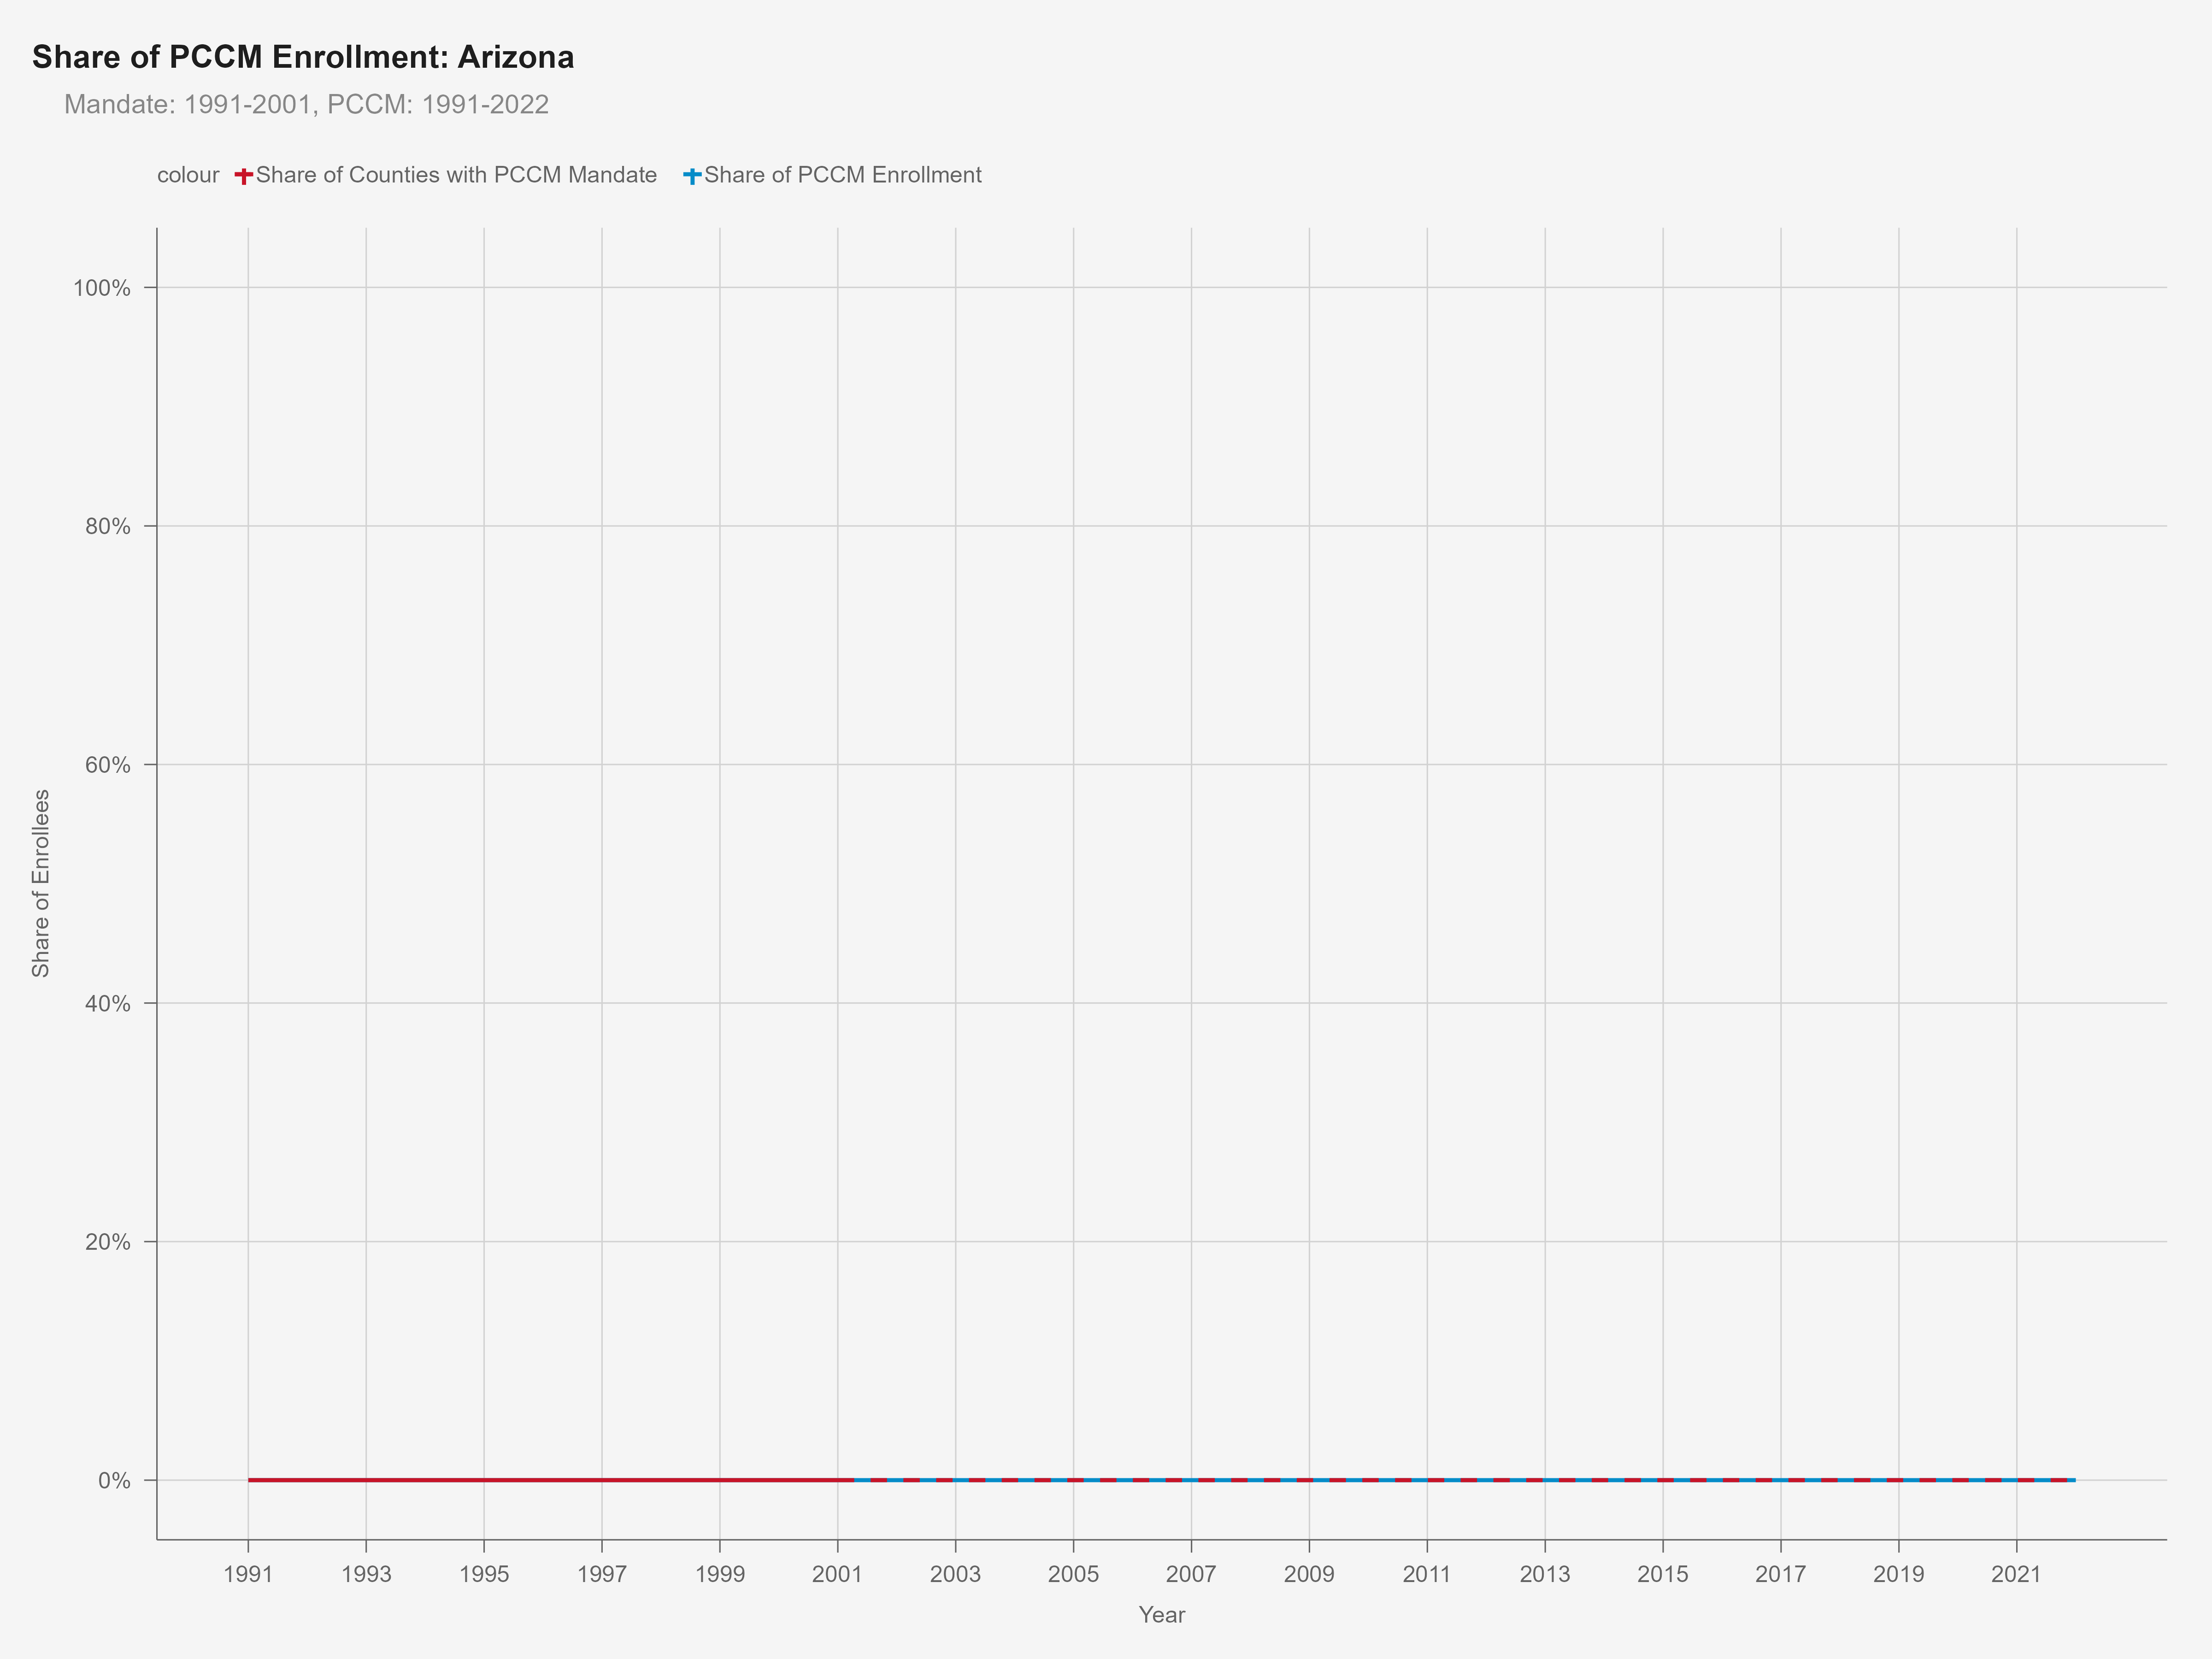 Share of PCCM Enrollment: Arizona
Mandate: 1991-2001, PCCM: 1991-2022
colour Share of Counties with PCCM Mandate Share of PCCM Enrollment
100%
80%
60%
40%
20%
0%
Share of Enrollees
1991 1993 1995 1997 1999 2001 2003 2005 2007 2009 2011 2013 2015 2017 2019 2021
Year